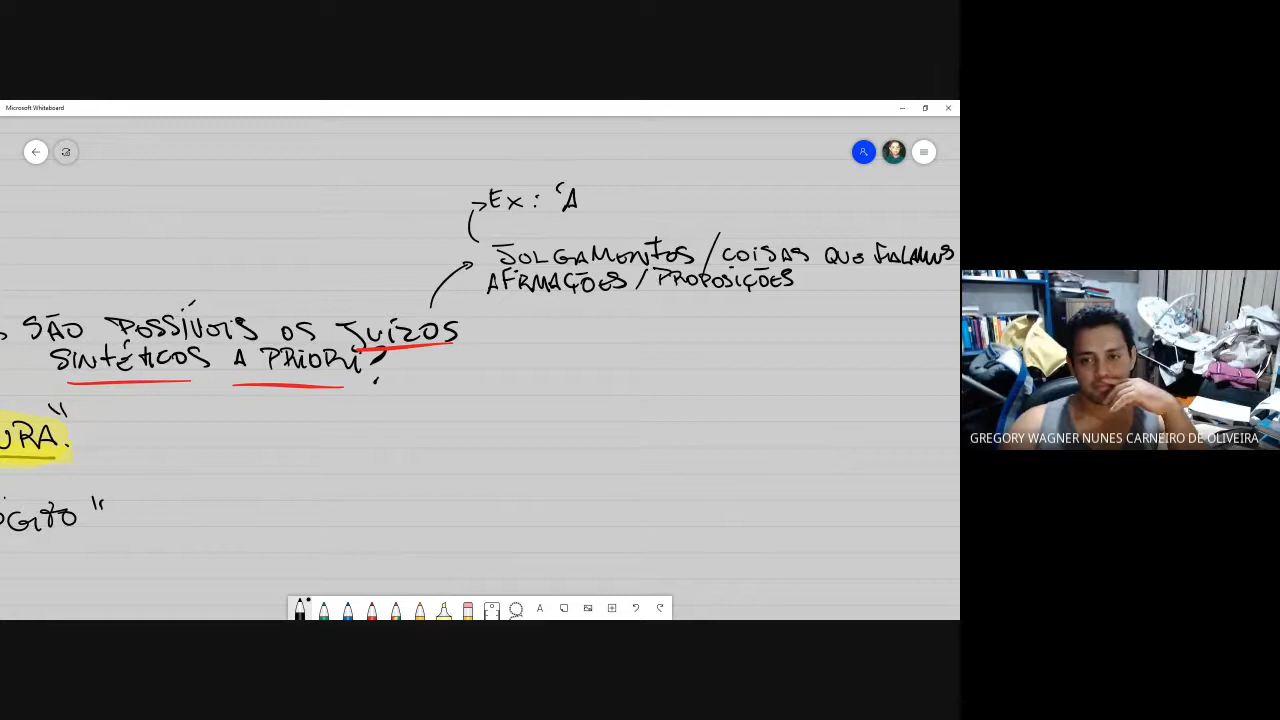 Microsoft Whiteboard
Ex: "A
JULGAMENTOS / COISAS QUE FALAMOS
AFIRMAÇÕES / PROPOSIÇÕES
SÃO POSSÍVEIS OS JUÍZOS
SINTÉTICOS A PRIORI?
URA."
ÓGITO"
A
GREGORY WAGNER NUNES CARNEIRO DE OLIVEIRA